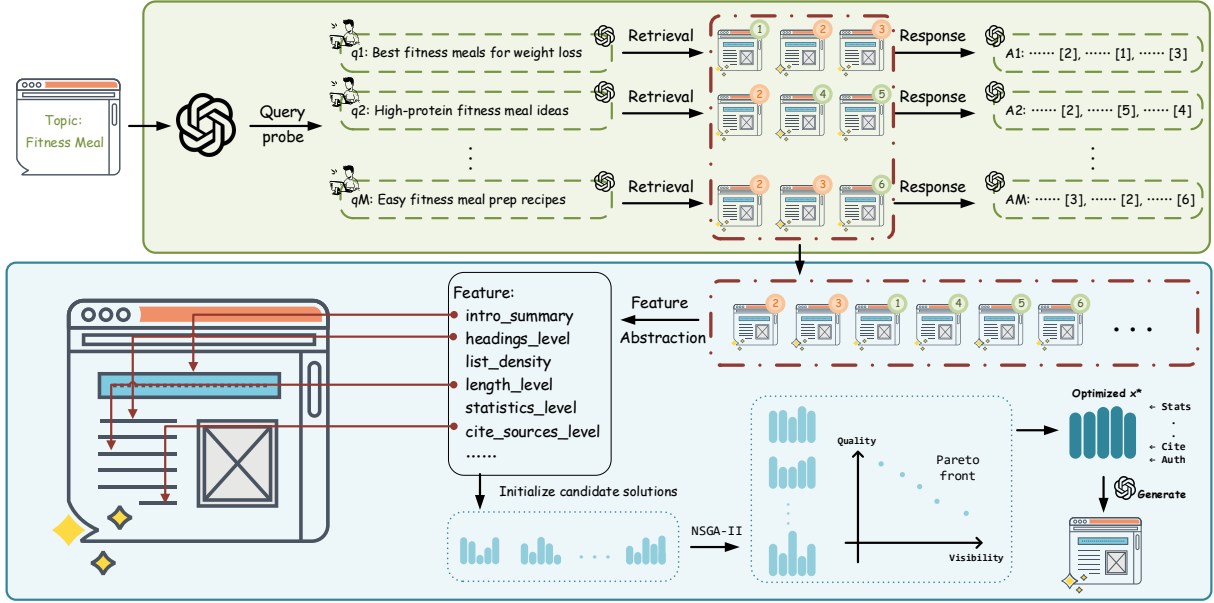 Topic:
Fitness Meal
Query
probe
q1: Best fitness meals for weight loss
Retrieval
1
2
3
Response
A1: ...... [2], ...... [1], ...... [3]
q2: High-protein fitness meal ideas
Retrieval
2
4
5
Response
A2: ...... [2], ...... [5], ...... [4]
qM: Easy fitness meal prep recipes
Retrieval
2
3
6
Response
AM: ...... [3], ...... [2], ...... [6]
Feature:
intro_summary
headings_level
list_density
length_level
statistics_level
cite_sources_level
......
Feature
Abstraction
2
3
1
4
5
6
...
Initialize candidate solutions
...
NSGA-II
Quality
Pareto
front
Visibility
Optimized x*
← Stats
← Cite
← Auth
Generate